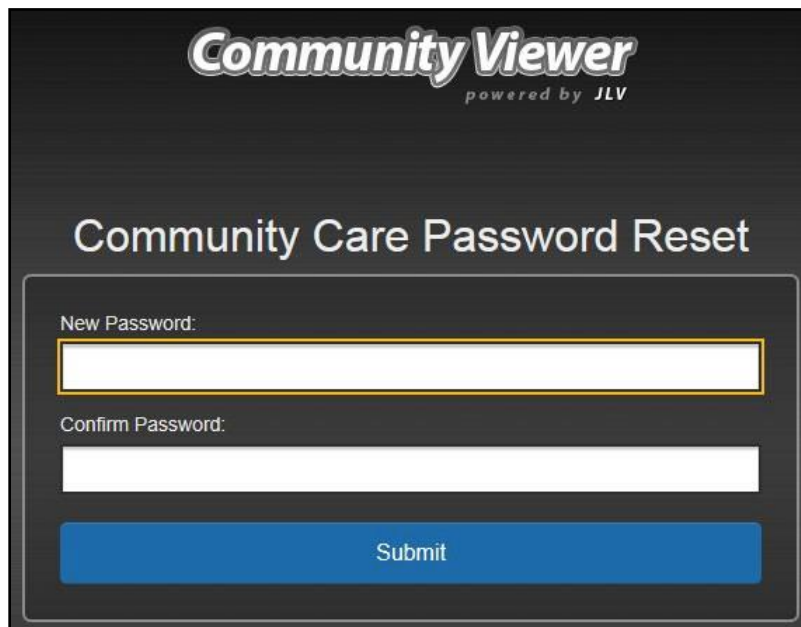 Community Viewer
powered by JLV
Community Care Password Reset
New Password:
Confirm Password:
Submit